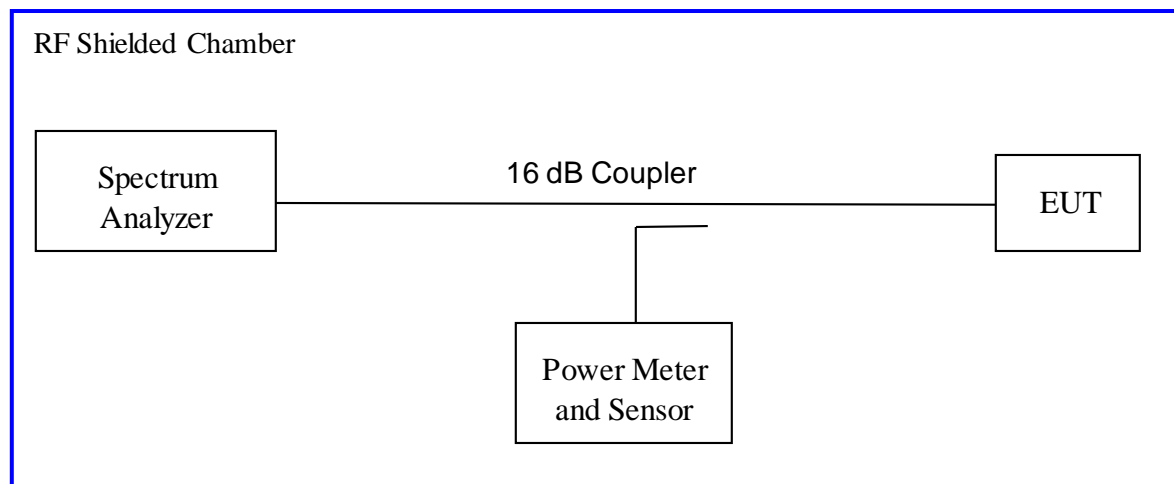 RF Shielded Chamber
16 dB Coupler
Spectrum
Analyzer
EUT
Power Meter
and Sensor